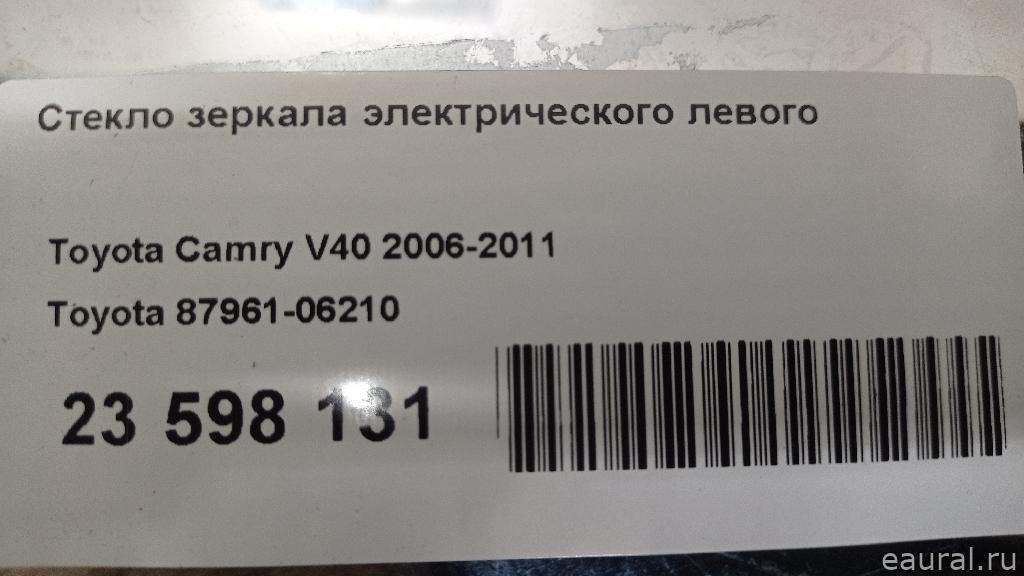 Стекло зеркала электрического левого
Toyota Camry V40 2006-2011
Toyota 87961-06210
23 598 131
eaural.ru